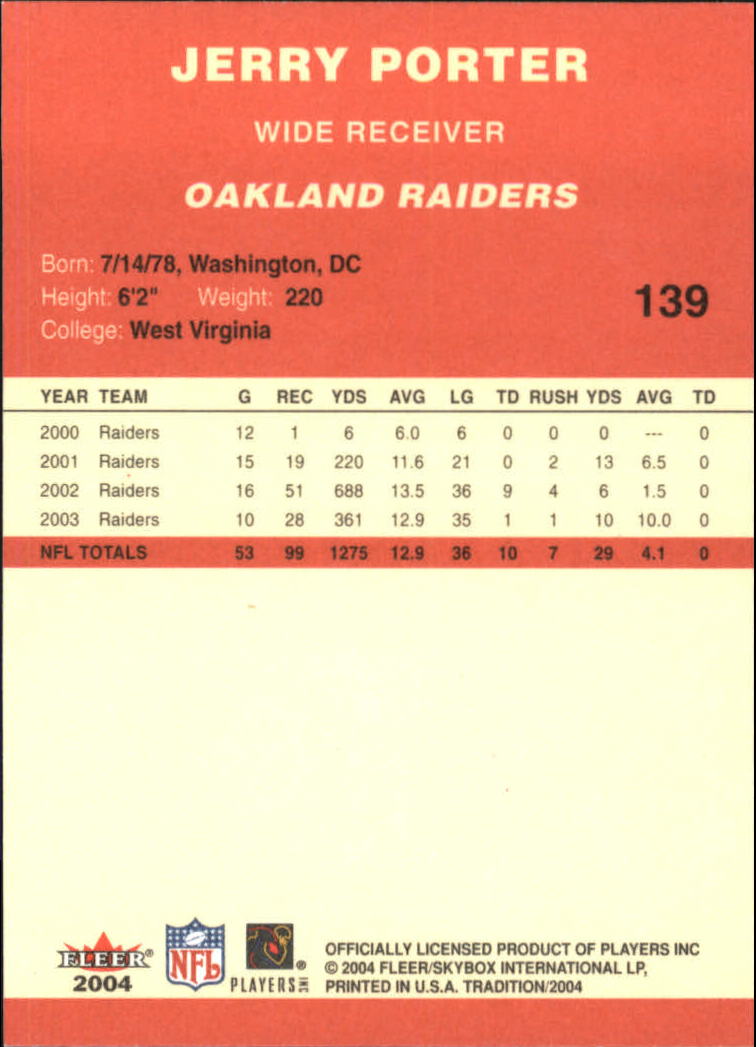 JERRY PORTER
WIDE RECEIVER
OAKLAND RAIDERS
Born: 7/14/78, Washington, DC
Height: 6'2" Weight: 220
139
College: West Virginia
YEAR TEAM G REC YDS AVG LG TD RUSH YDS AVG TD
2000 Raiders 12 1 6 6.0 6 0 0 0 --- 0
2001 Raiders 15 19 220 11.6 21 0 2 13 6.5 0
2002 Raiders 16 51 688 13.5 36 9 4 6 1.5 0
2003 Raiders 10 28 361 12.9 35 1 1 10 10.0 0
NFL TOTALS 53 99 1275 12.9 36 10 7 29 4.1 0
FLEER®
2004
NFL
®
PLAYERS INC
OFFICIALLY LICENSED PRODUCT OF PLAYERS INC
© 2004 FLEER/SKYBOX INTERNATIONAL LP,
PRINTED IN U.S.A. TRADITION/2004